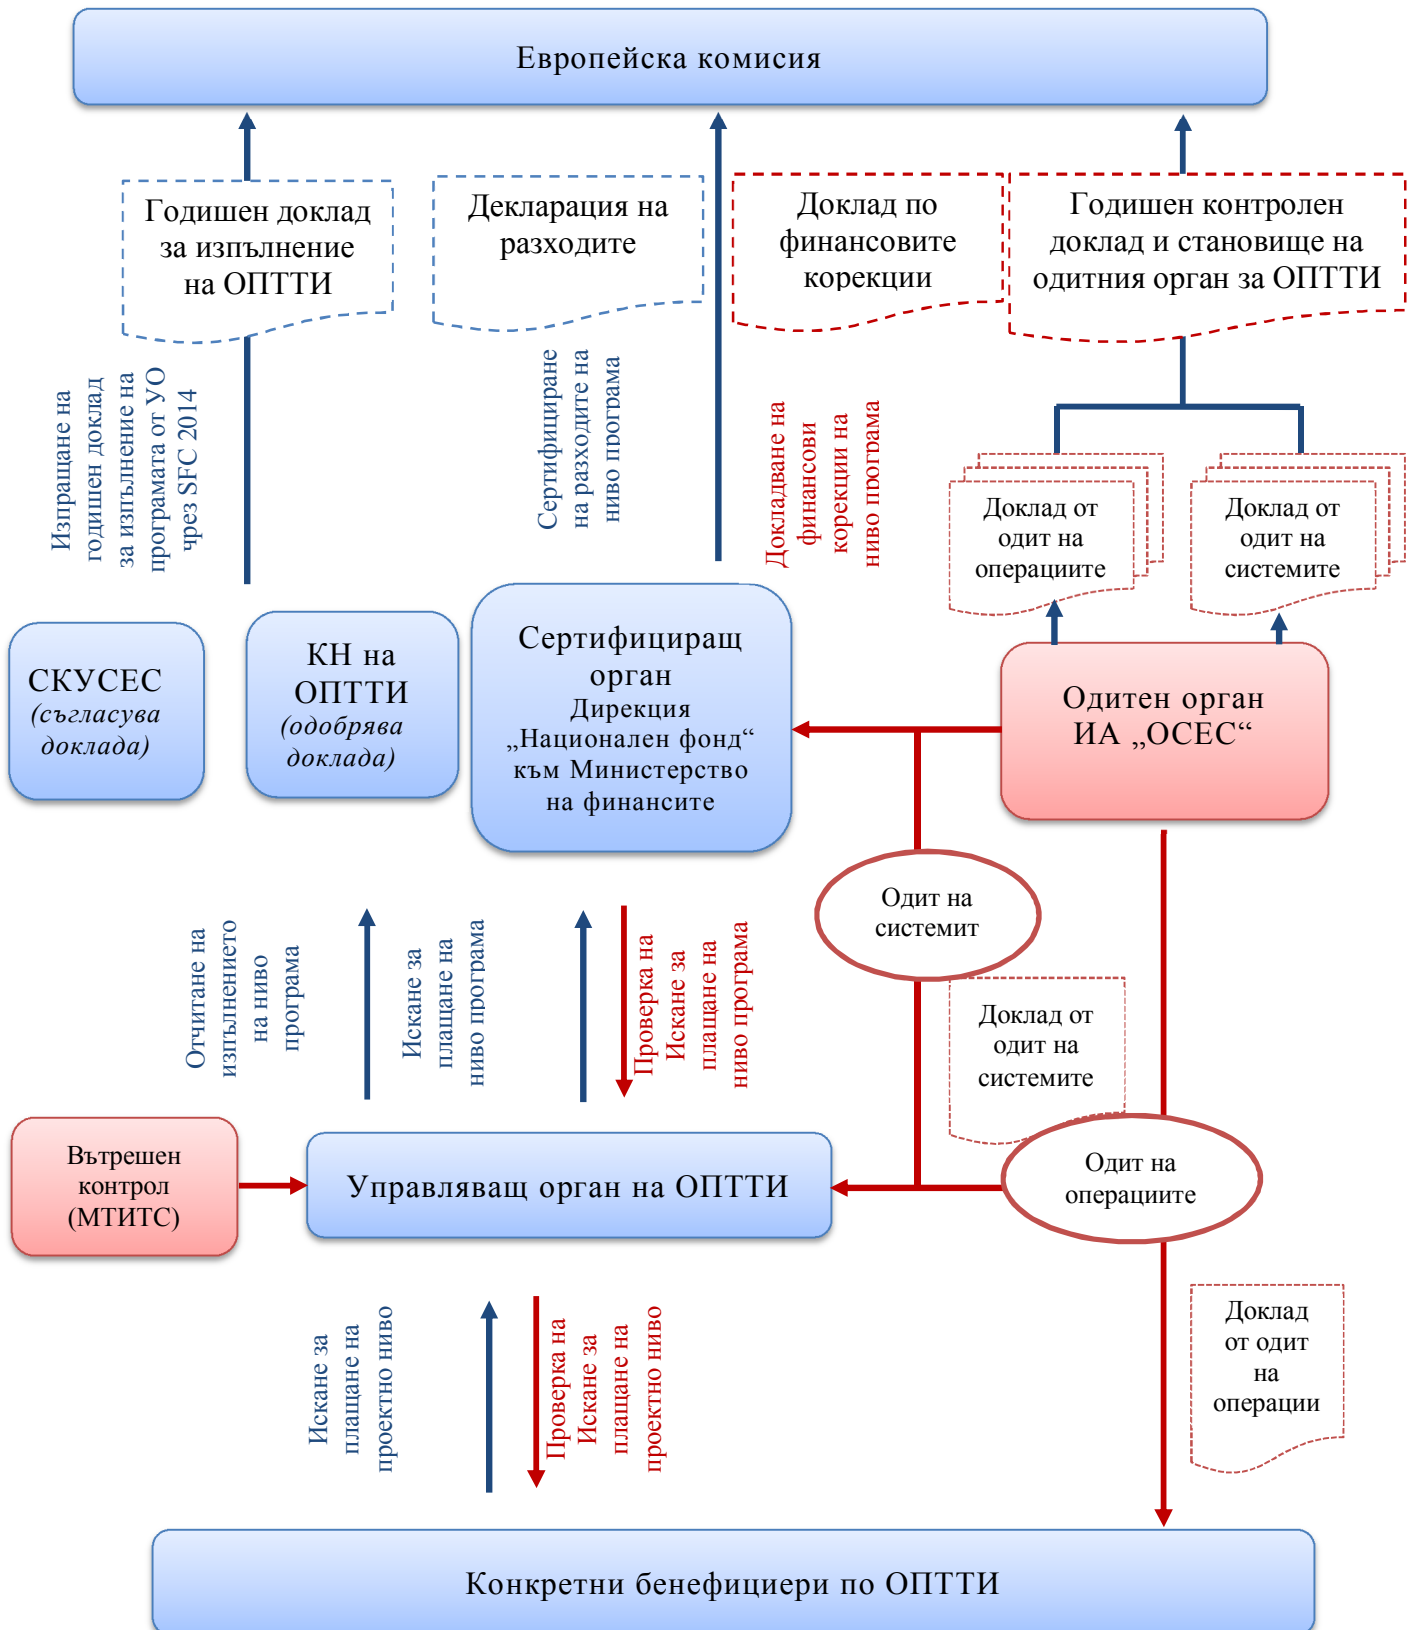 Европейска комисия
Годишен доклад
за изпълнение
на ОПТТИ
Декларация на
разходите
Доклад по
финансовите
корекции
Годишен контролен
доклад и становище на
одитния орган за ОПТТИ
Изпращане на
годишен доклад
за изпълнение на
програмата от УО
чрез SFC 2014
Сертифициране
на разходите на
ниво програма
Докладване на
финансови
корекции на
ниво програма
Доклад от
одит на
операциите
Доклад от
одит на
системите
СКУСЕС
(съгласува
доклада)
КН на
ОПТТИ
(одобрява
доклада)
Сертифициращ
орган
Дирекция
„Национален фонд“
към Министерство
на финансите
Одитен орган
ИА „ОСЕС“
Одит на
системит
Отчитане на
изпълнението
на ниво
програма
Искане за
плащане на
ниво програма
Проверка на
Искане за
плащане на
ниво програма
Доклад от
одит на
системите
Вътрешен
контрол
(МТИТС)
Управляващ орган на ОПТТИ
Одит на
операциите
Искане за
плащане на
проектно ниво
Проверка на
Искане за
плащане на
проектно ниво
Доклад
от одит
на
операции
Конкретни бенефициери по ОПТТИ